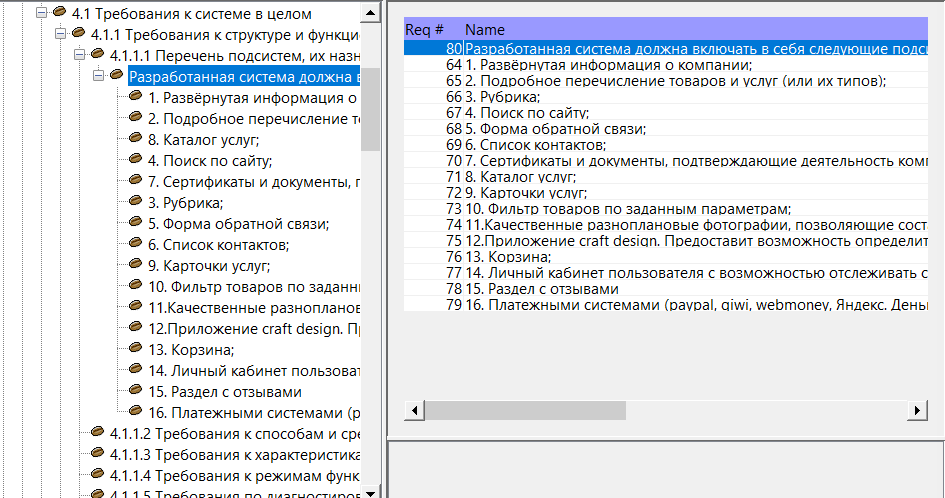 4.1 Требования к системе в целом
4.1.1 Требования к структуре и функцио
4.1.1.1 Перечень подсистем, их назн
Разработанная система должна в
1. Развёрнутая информация о
2. Подробное перечисление то
8. Каталог услуг;
4. Поиск по сайту;
7. Сертификаты и документы, п
3. Рубрика;
5. Форма обратной связи;
6. Список контактов;
9. Карточки услуг;
10. Фильтр товаров по заданны
11.Качественные разноплановы
12.Приложение craft design. Пр
13. Корзина;
14. Личный кабинет пользоват
15. Раздел с отзывами
16. Платежными системами (p
4.1.1.2 Требования к способам и сре
4.1.1.3 Требования к характеристика
4.1.1.4 Требования к режимам функ
4.1.1.5 Требования по диагностиров
Req # Name
80 Разработанная система должна включать в себя следующие подси
64 1. Развёрнутая информация о компании;
65 2. Подробное перечисление товаров и услуг (или их типов);
66 3. Рубрика;
67 4. Поиск по сайту;
68 5. Форма обратной связи;
69 6. Список контактов;
70 7. Сертификаты и документы, подтверждающие деятельность комп
71 8. Каталог услуг;
72 9. Карточки услуг;
73 10. Фильтр товаров по заданным параметрам;
74 11.Качественные разноплановые фотографии, позволяющие соста
75 12.Приложение craft design. Предоставит возможность определит
76 13. Корзина;
77 14. Личный кабинет пользователя с возможностью отслеживать с
78 15. Раздел с отзывами
79 16. Платежными системами (paypal, qiwi, webmoney, Яндекс. Деньг